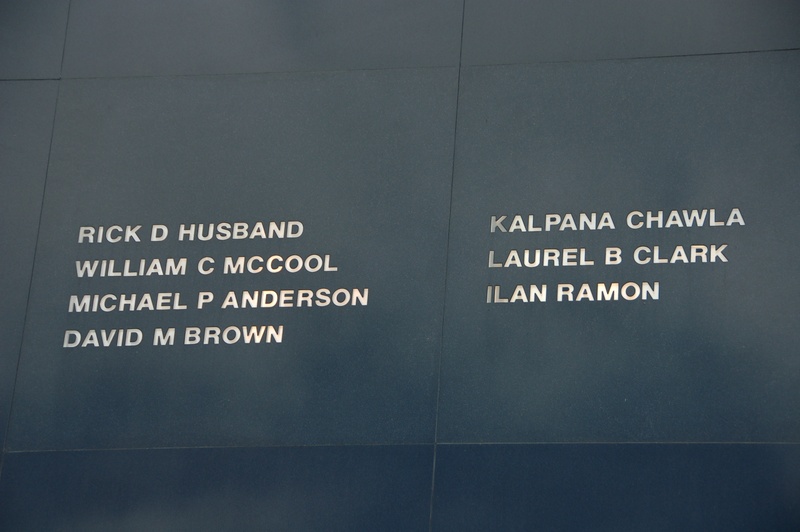 RICK D HUSBAND
WILLIAM C MCCOOL
MICHAEL P ANDERSON
DAVID M BROWN
KALPANA CHAWLA
LAUREL B CLARK
ILAN RAMON